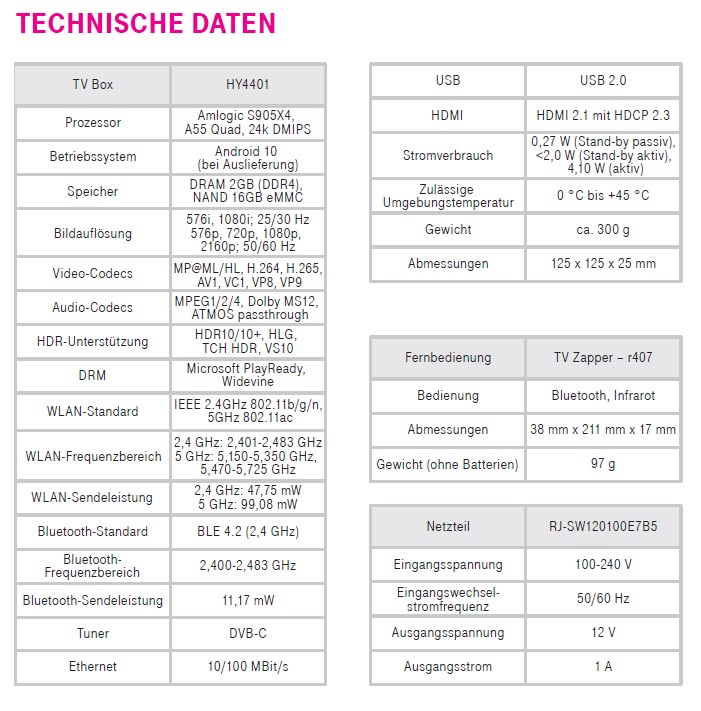 TECHNISCHE DATEN
TV Box HY4401
Prozessor Amlogic S905X4,
A55 Quad, 24k DMIPS
Betriebssystem Android 10
(bei Auslieferung)
Speicher DRAM 2GB (DDR4),
NAND 16GB eMMC
Bildauflösung 576i, 1080i; 25/30 Hz
576p, 720p, 1080p,
2160p; 50/60 Hz
Video-Codecs MP@ML/HL, H.264, H.265,
AV1, VC1, VP8, VP9
Audio-Codecs MPEG1/2/4, Dolby MS12,
ATMOS passthrough
HDR-Unterstützung HDR10/10+, HLG,
TCH HDR, VS10
DRM Microsoft PlayReady,
Widevine
WLAN-Standard IEEE 2.4GHz 802.11b/g/n,
5GHz 802.11ac
WLAN-Frequenzbereich 2,4 GHz: 2,401-2,483 GHz
5 GHz: 5,150-5,350 GHz,
5,470-5,725 GHz
WLAN-Sendeleistung 2,4 GHz: 47,75 mW
5 GHz: 99,08 mW
Bluetooth-Standard BLE 4.2 (2,4 GHz)
Bluetooth-
Frequenzbereich 2,400-2,483 GHz
Bluetooth-Sendeleistung 11,17 mW
Tuner DVB-C
Ethernet 10/100 MBit/s
USB USB 2.0
HDMI HDMI 2.1 mit HDCP 2.3
Stromverbrauch 0,27 W (Stand-by passiv),
<2,0 W (Stand-by aktiv),
4,10 W (aktiv)
Zulässige
Umgebungstemperatur 0 °C bis +45 °C
Gewicht ca. 300 g
Abmessungen 125 x 125 x 25 mm
Fernbedienung TV Zapper – r407
Bedienung Bluetooth, Infrarot
Abmessungen 38 mm x 211 mm x 17 mm
Gewicht (ohne Batterien) 97 g
Netzteil RJ-SW120100E7B5
Eingangsspannung 100-240 V
Eingangswechsel-
stromfrequenz 50/60 Hz
Ausgangsspannung 12 V
Ausgangsstrom 1 A